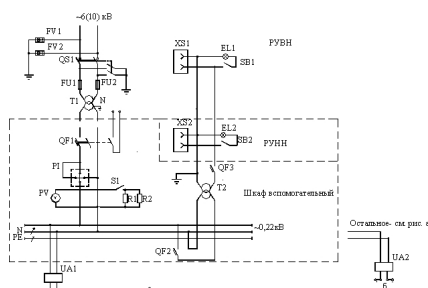 ~6(10) кВ
FV1
FV2
QS1
FU1
FU2
T1
N
QF1
PI
PV
S1
R1
R2
N
PE
UA1
XS1
EL1
SB1
РУВН
XS2
EL2
SB2
РУНН
QF3
T2
Шкаф вспомогательный
~0,22кВ
QF2
Остальное- см. рис.
UA2
Б